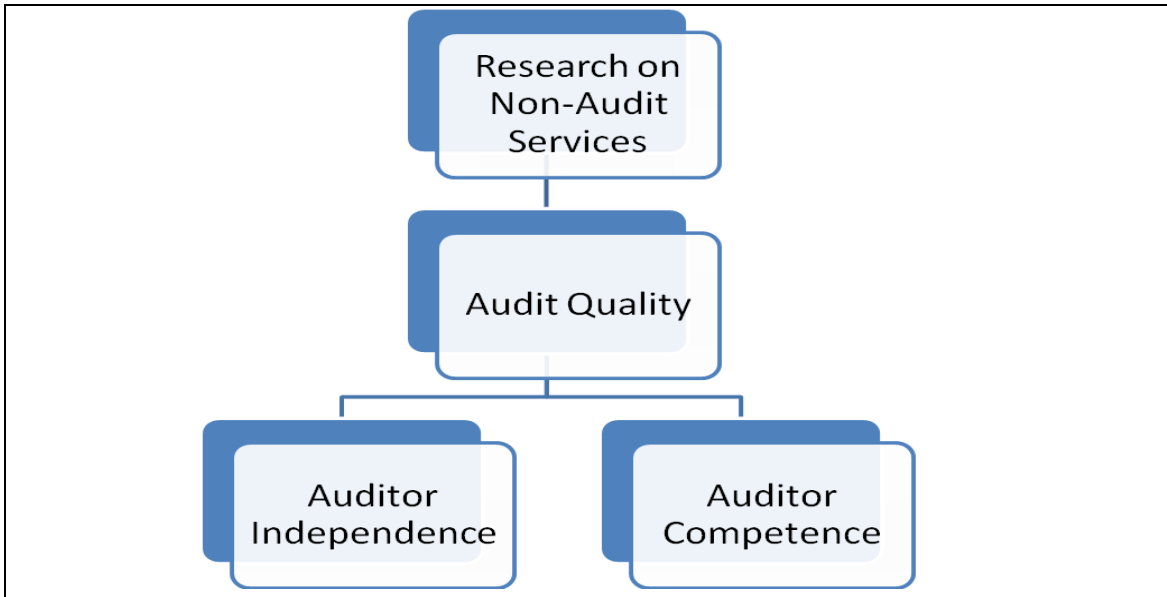 Research on
Non-Audit
Services
Audit Quality
Auditor
Independence
Auditor
Competence